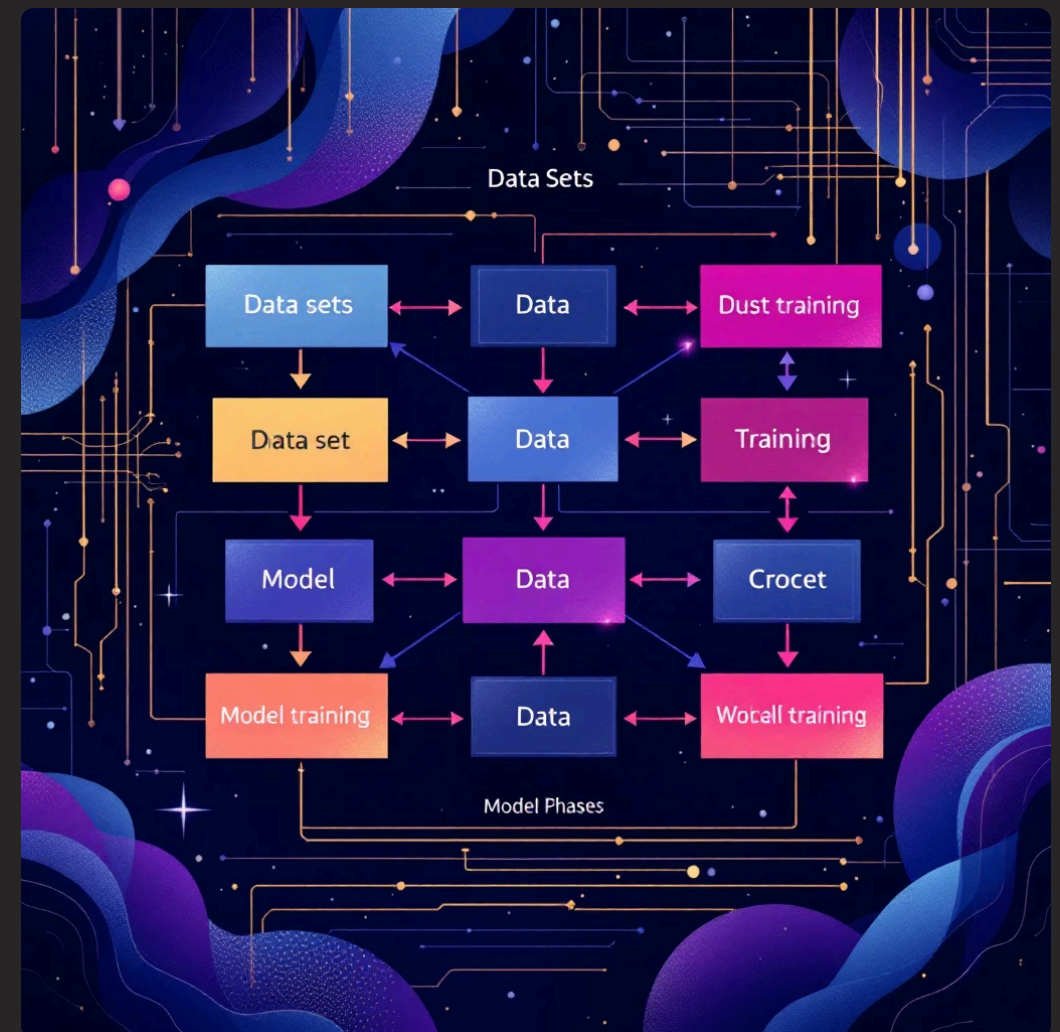 Data Sets
Data sets
Data
Dust training
Data set
Data
Training
Model
Data
Crocet
Model training
Data
Wotall training
Model Phases